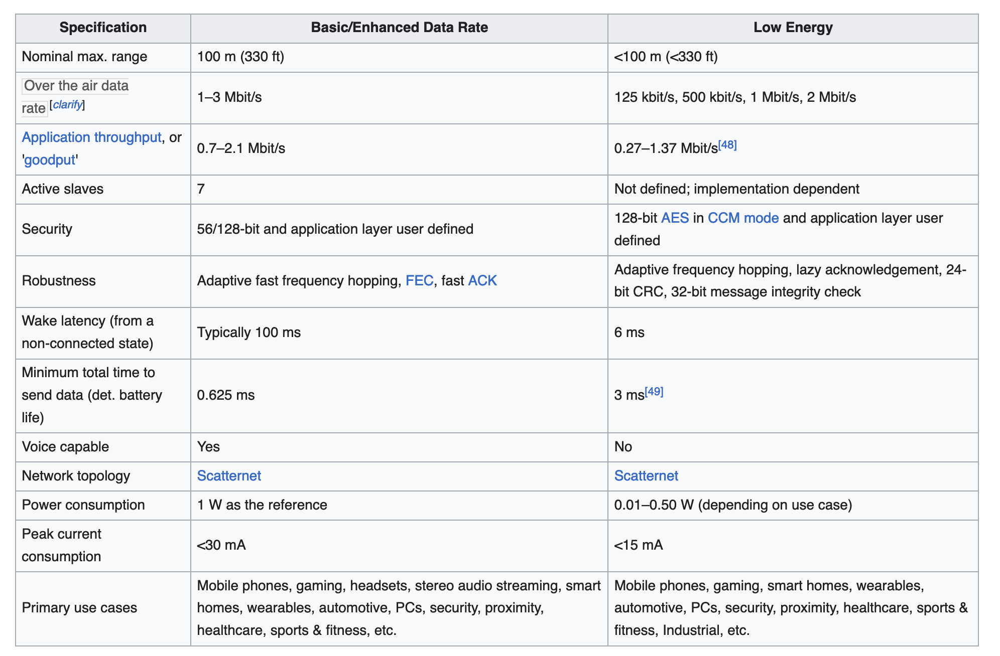 Specification Basic/Enhanced Data Rate Low Energy
Nominal max. range 100 m (330 ft) <100 m (<330 ft)
Over the air data
rate [clarify] 1–3 Mbit/s 125 kbit/s, 500 kbit/s, 1 Mbit/s, 2 Mbit/s
Application throughput, or
'goodput' 0.7–2.1 Mbit/s 0.27–1.37 Mbit/s[48]
Active slaves 7 Not defined; implementation dependent
Security 56/128-bit and application layer user defined 128-bit AES in CCM mode and application layer user
defined
Robustness Adaptive fast frequency hopping, FEC, fast ACK Adaptive frequency hopping, lazy acknowledgement, 24-
bit CRC, 32-bit message integrity check
Wake latency (from a
non-connected state) Typically 100 ms 6 ms
Minimum total time to
send data (det. battery
life) 0.625 ms 3 ms[49]
Voice capable Yes No
Network topology Scatternet Scatternet
Power consumption 1 W as the reference 0.01–0.50 W (depending on use case)
Peak current
consumption <30 mA <15 mA
Primary use cases Mobile phones, gaming, headsets, stereo audio streaming, smart
homes, wearables, automotive, PCs, security, proximity,
healthcare, sports & fitness, etc. Mobile phones, gaming, smart homes, wearables,
automotive, PCs, security, proximity, healthcare, sports &
fitness, Industrial, etc.